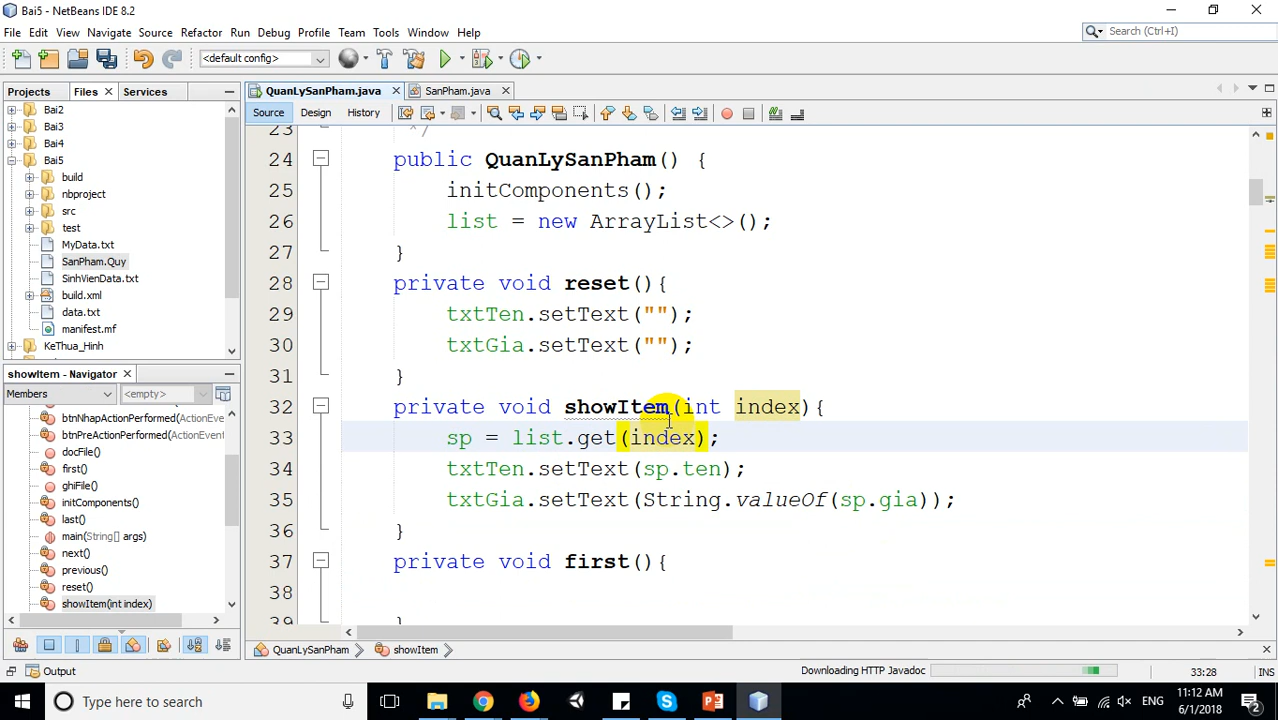 Bai5 - NetBeans IDE 8.2
File Edit View Navigate Source Refactor Run Debug Profile Team Tools Window Help
Search (Ctrl+I)
<default config>
Projects Files Services
QuanLySanPham.java SanPham.java
Source Design History
Bai2
Bai3
Bai4
Bai5
build
nbproject
src
test
MyData.txt
SanPham.Quy
SinhVienData.txt
build.xml
data.txt
manifest.mf
KeThua_Hinh
showItem - Navigator
Members <empty>
btnNhapActionPerformed(ActionEvent
btnPreActionPerformed(ActionEven
docFile()
first()
ghiFile()
initComponents()
last()
main(String[] args)
next()
previous()
reset()
showItem(int index)
23 */
24 public QuanLySanPham() {
25 initComponents();
26 list = new ArrayList<>();
27 }
28 private void reset(){
29 txtTen.setText("");
30 txtGia.setText("");
31 }
32 private void showItem(int index){
33 sp = list.get(index);
34 txtTen.setText(sp.ten);
35 txtGia.setText(String.valueOf(sp.gia));
36 }
37 private void first(){
38
39 }
QuanLySanPham showItem
Output
Downloading HTTP Javadoc 33:28 INS
Type here to search
ENG
11:12 AM
6/1/2018
2